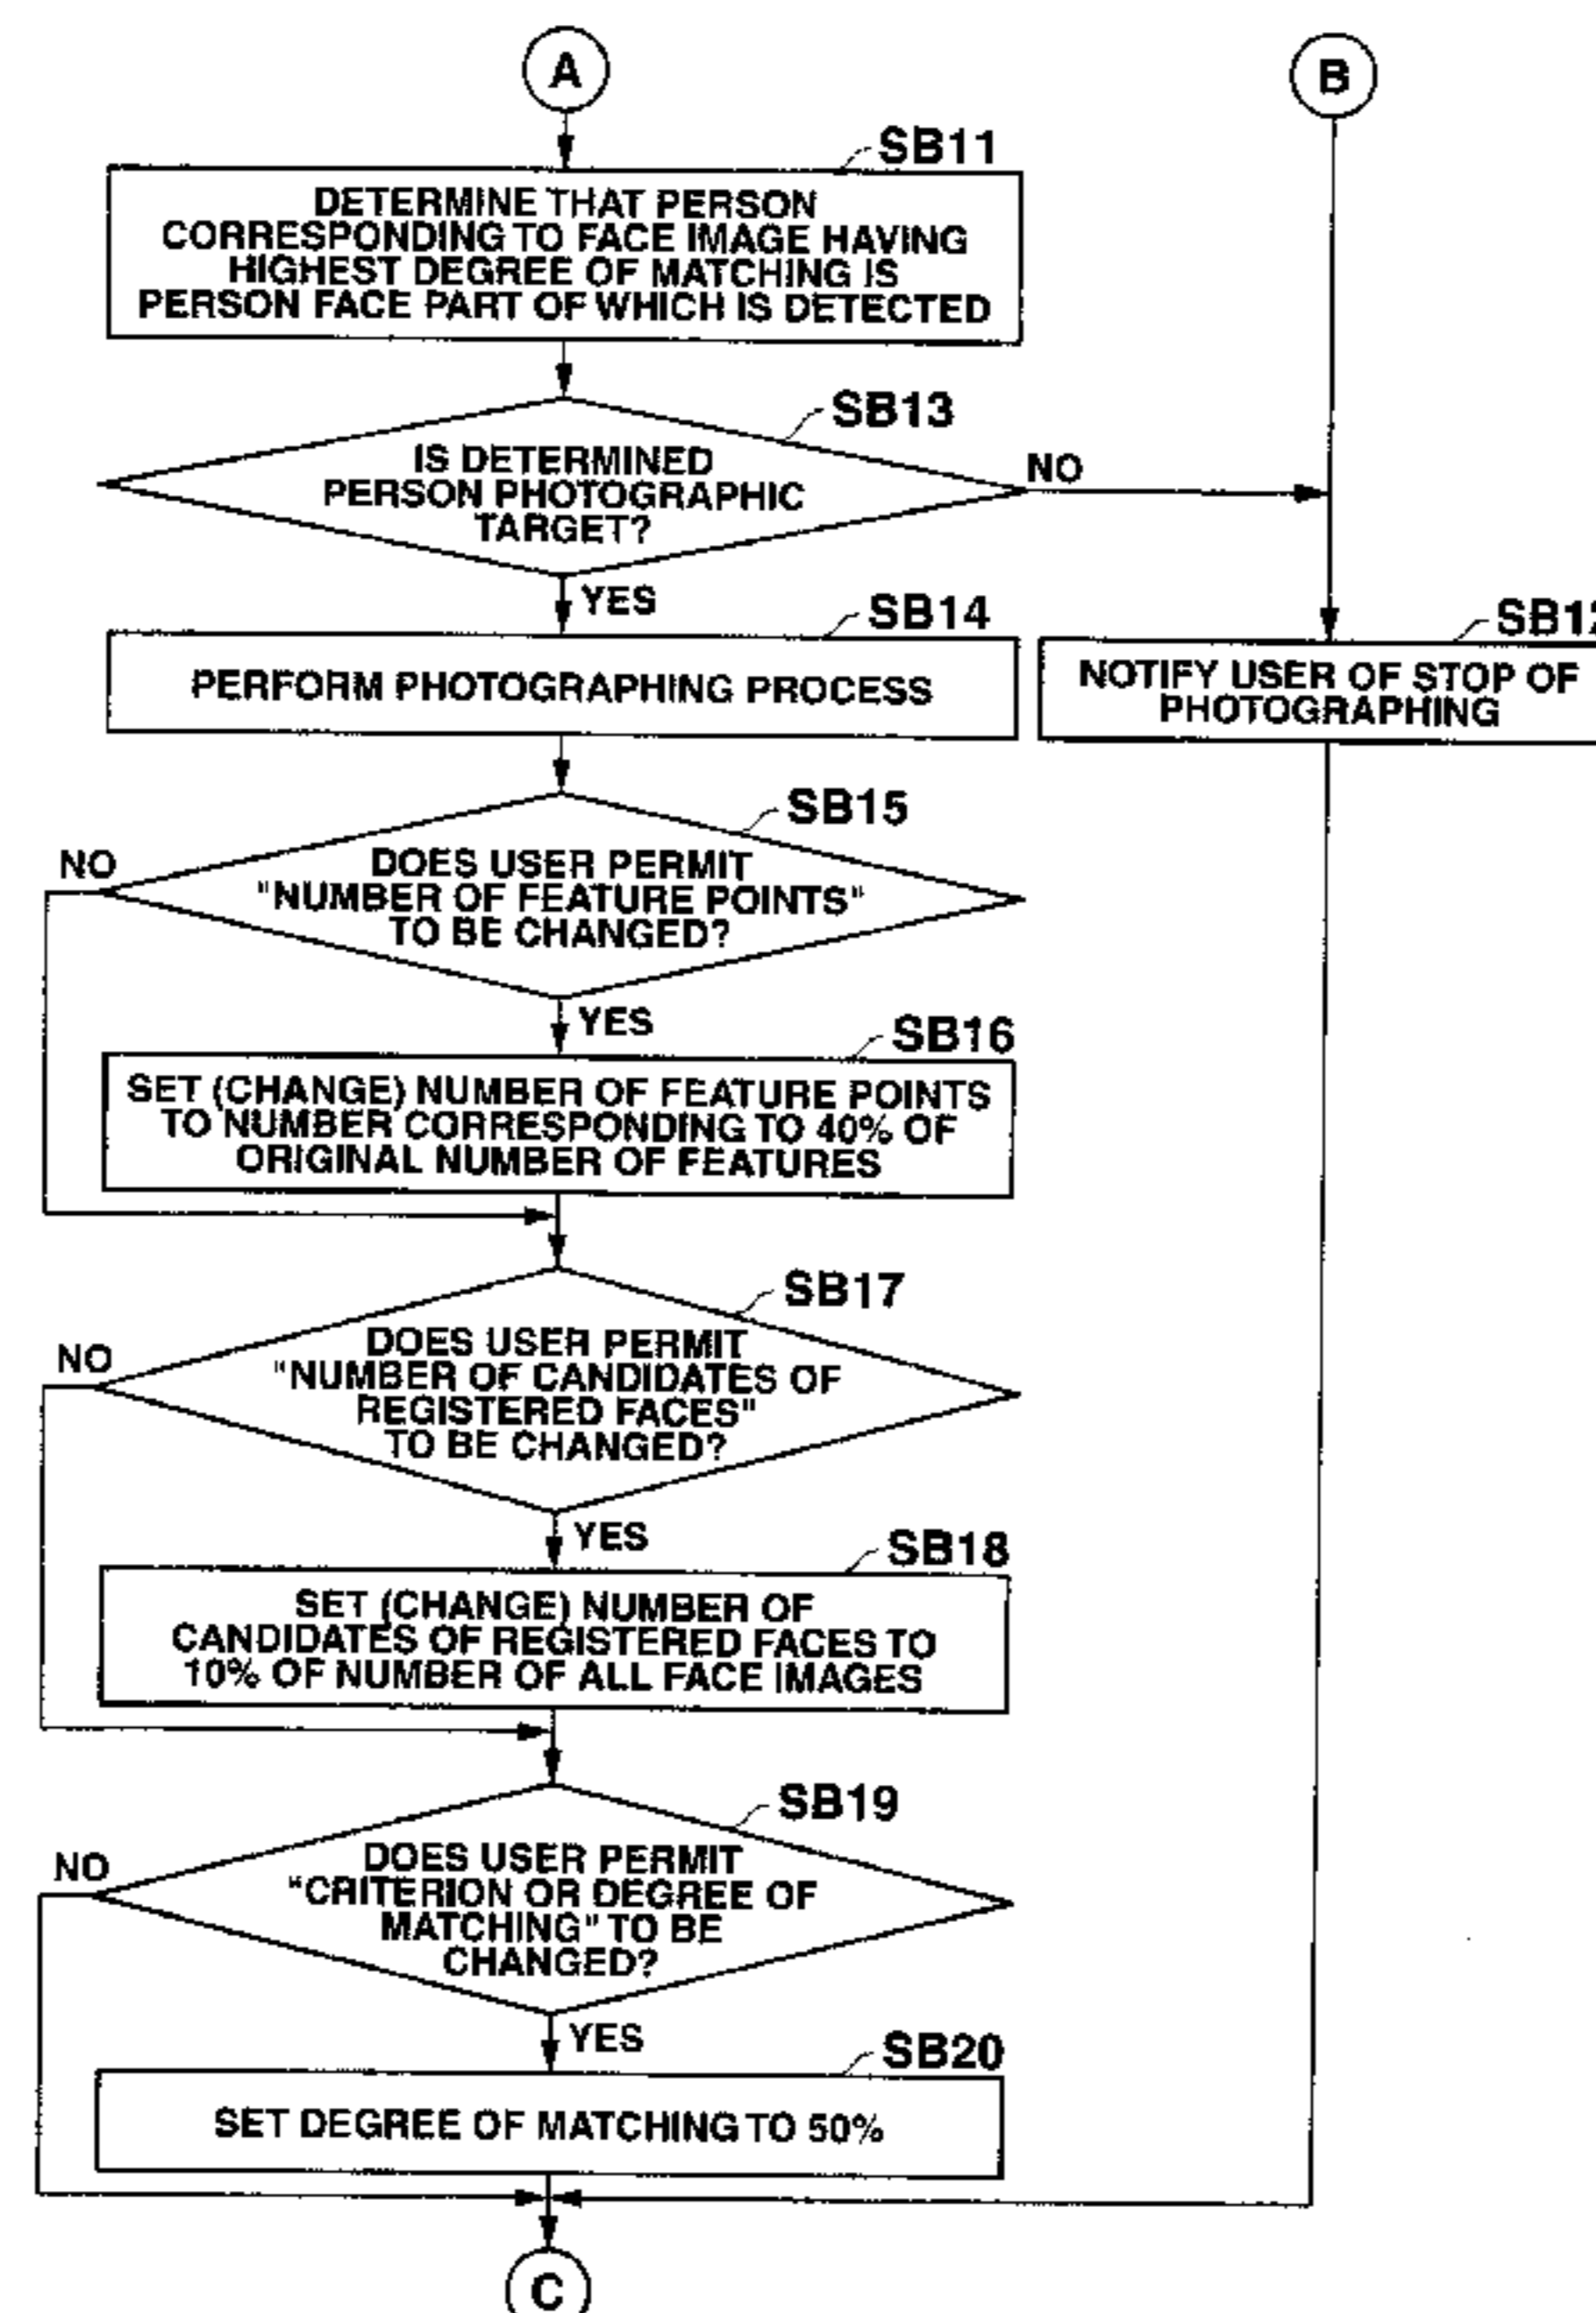 A
B
SB11
DETERMINE THAT PERSON
CORRESPONDING TO FACE IMAGE HAVING
HIGHEST DEGREE OF MATCHING IS
PERSON FACE PART OF WHICH IS DETECTED
SB13
IS DETERMINED
PERSON PHOTOGRAPHIC
TARGET?
NO
YES
SB14
PERFORM PHOTOGRAPHING PROCESS
SB12
NOTIFY USER OF STOP OF
PHOTOGRAPHING
SB15
NO
DOES USER PERMIT
"NUMBER OF FEATURE POINTS"
TO BE CHANGED?
YES
SB16
SET (CHANGE) NUMBER OF FEATURE POINTS
TO NUMBER CORRESPONDING TO 40% OF
ORIGINAL NUMBER OF FEATURES
SB17
NO
DOES USER PERMIT
"NUMBER OF CANDIDATES OF
REGISTERED FACES"
TO BE CHANGED?
YES
SB18
SET (CHANGE) NUMBER OF
CANDIDATES OF REGISTERED FACES TO
10% OF NUMBER OF ALL FACE IMAGES
SB19
NO
DOES USER PERMIT
"CRITERION OR DEGREE OF
MATCHING" TO BE
CHANGED?
YES
SB20
SET DEGREE OF MATCHING TO 50%
C